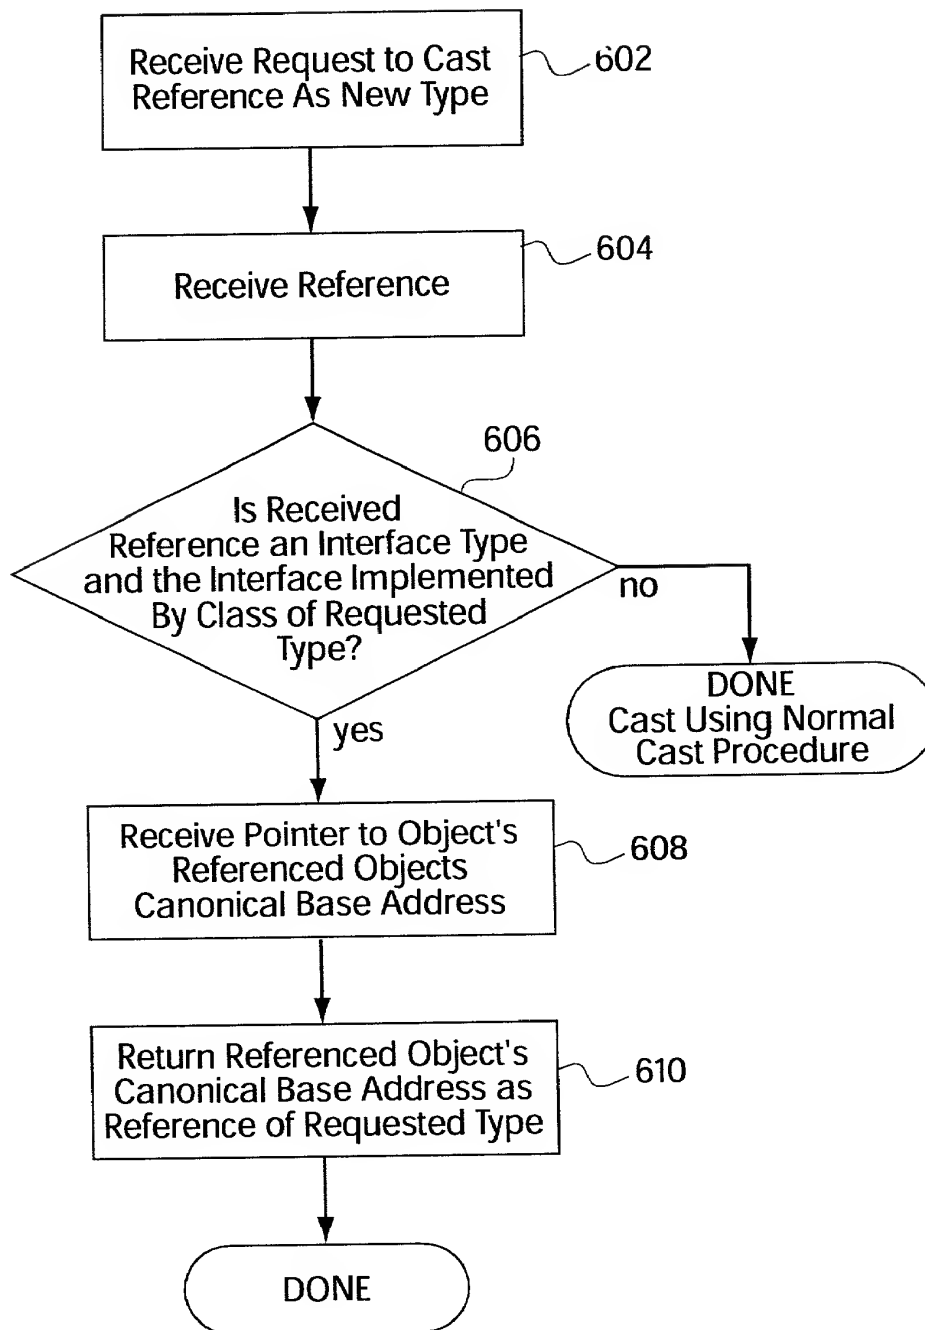 Receive Request to Cast
Reference As New Type
602
Receive Reference
604
606
Is Received
Reference an Interface Type
and the Interface Implemented
By Class of Requested
Type?
no
DONE
Cast Using Normal
Cast Procedure
yes
Receive Pointer to Object's
Referenced Objects
Canonical Base Address
608
Return Referenced Object's
Canonical Base Address as
Reference of Requested Type
610
DONE